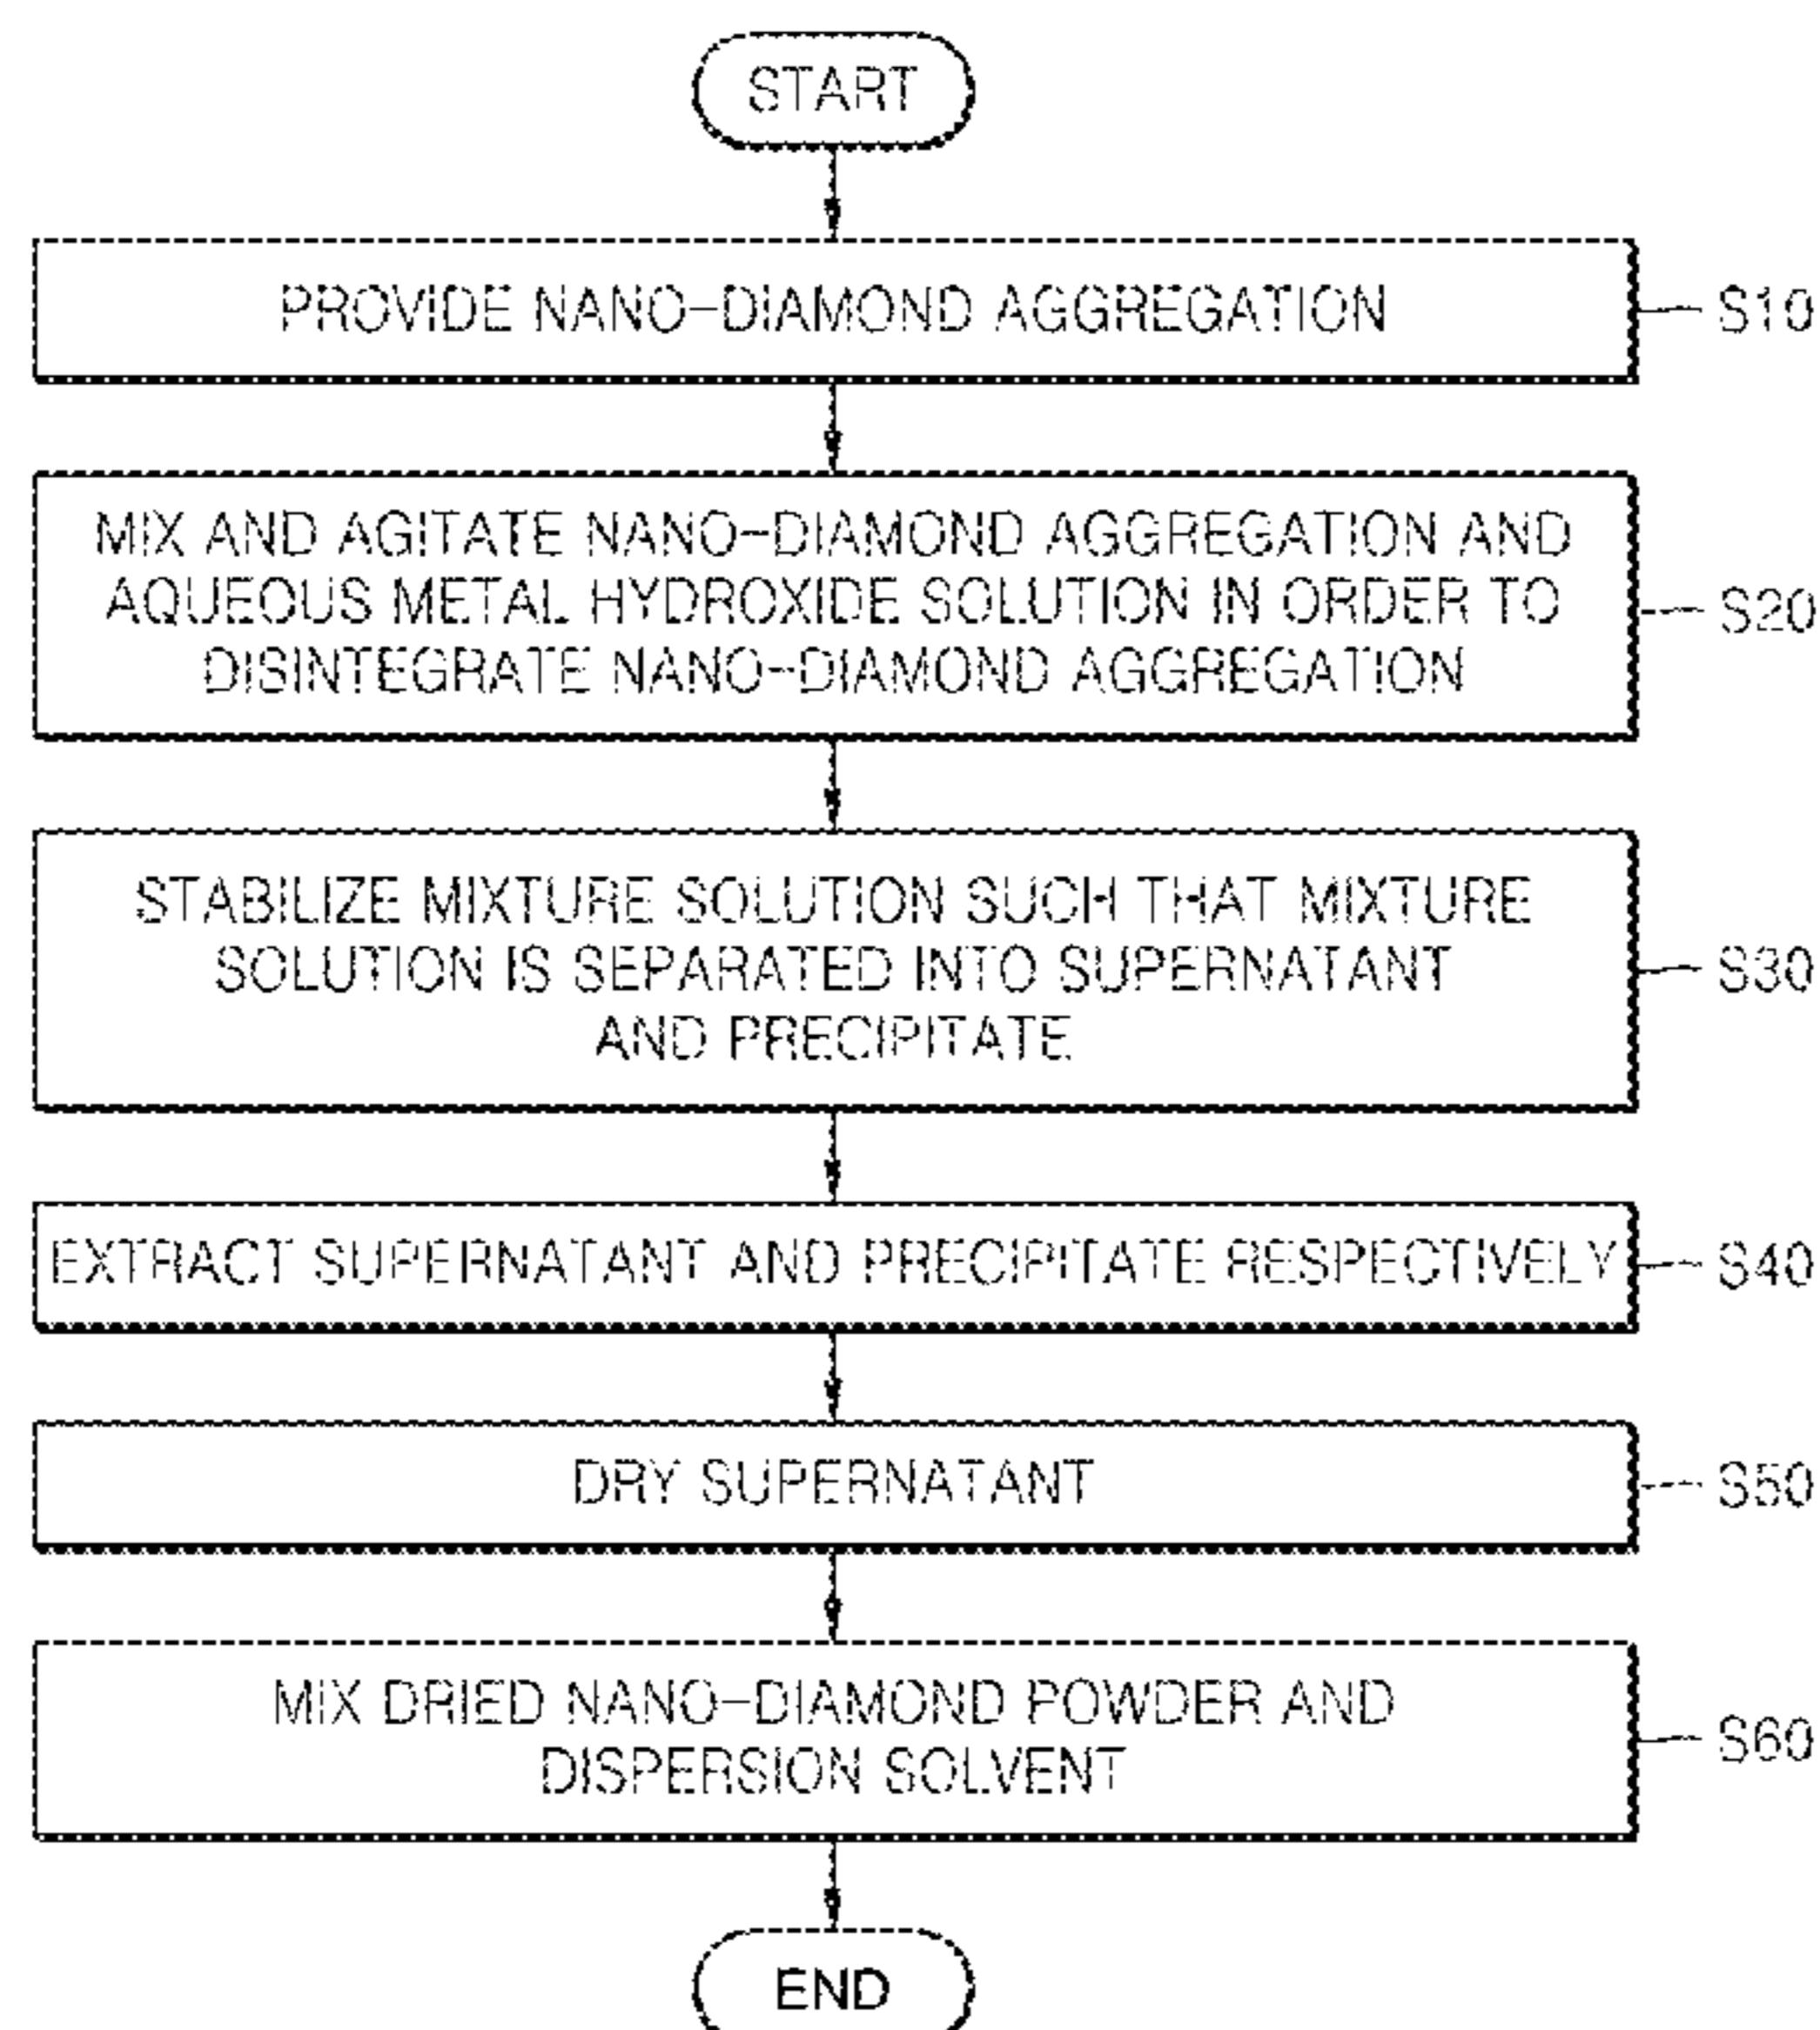 START
PROVIDE NANO-DIAMOND AGGREGATION
S10
MIX AND AGITATE NANO-DIAMOND AGGREGATION AND
AQUEOUS METAL HYDROXIDE SOLUTION IN ORDER TO
DISINTEGRATE NANO-DIAMOND AGGREGATION
S20
STABILIZE MIXTURE SOLUTION SUCH THAT MIXTURE
SOLUTION IS SEPARATED INTO SUPERNATANT
AND PRECIPITATE
S30
EXTRACT SUPERNATANT AND PRECIPITATE RESPECTIVELY
S40
DRY SUPERNATANT
S50
MIX DRIED NANO-DIAMOND POWDER AND
DISPERSION SOLVENT
S60
END